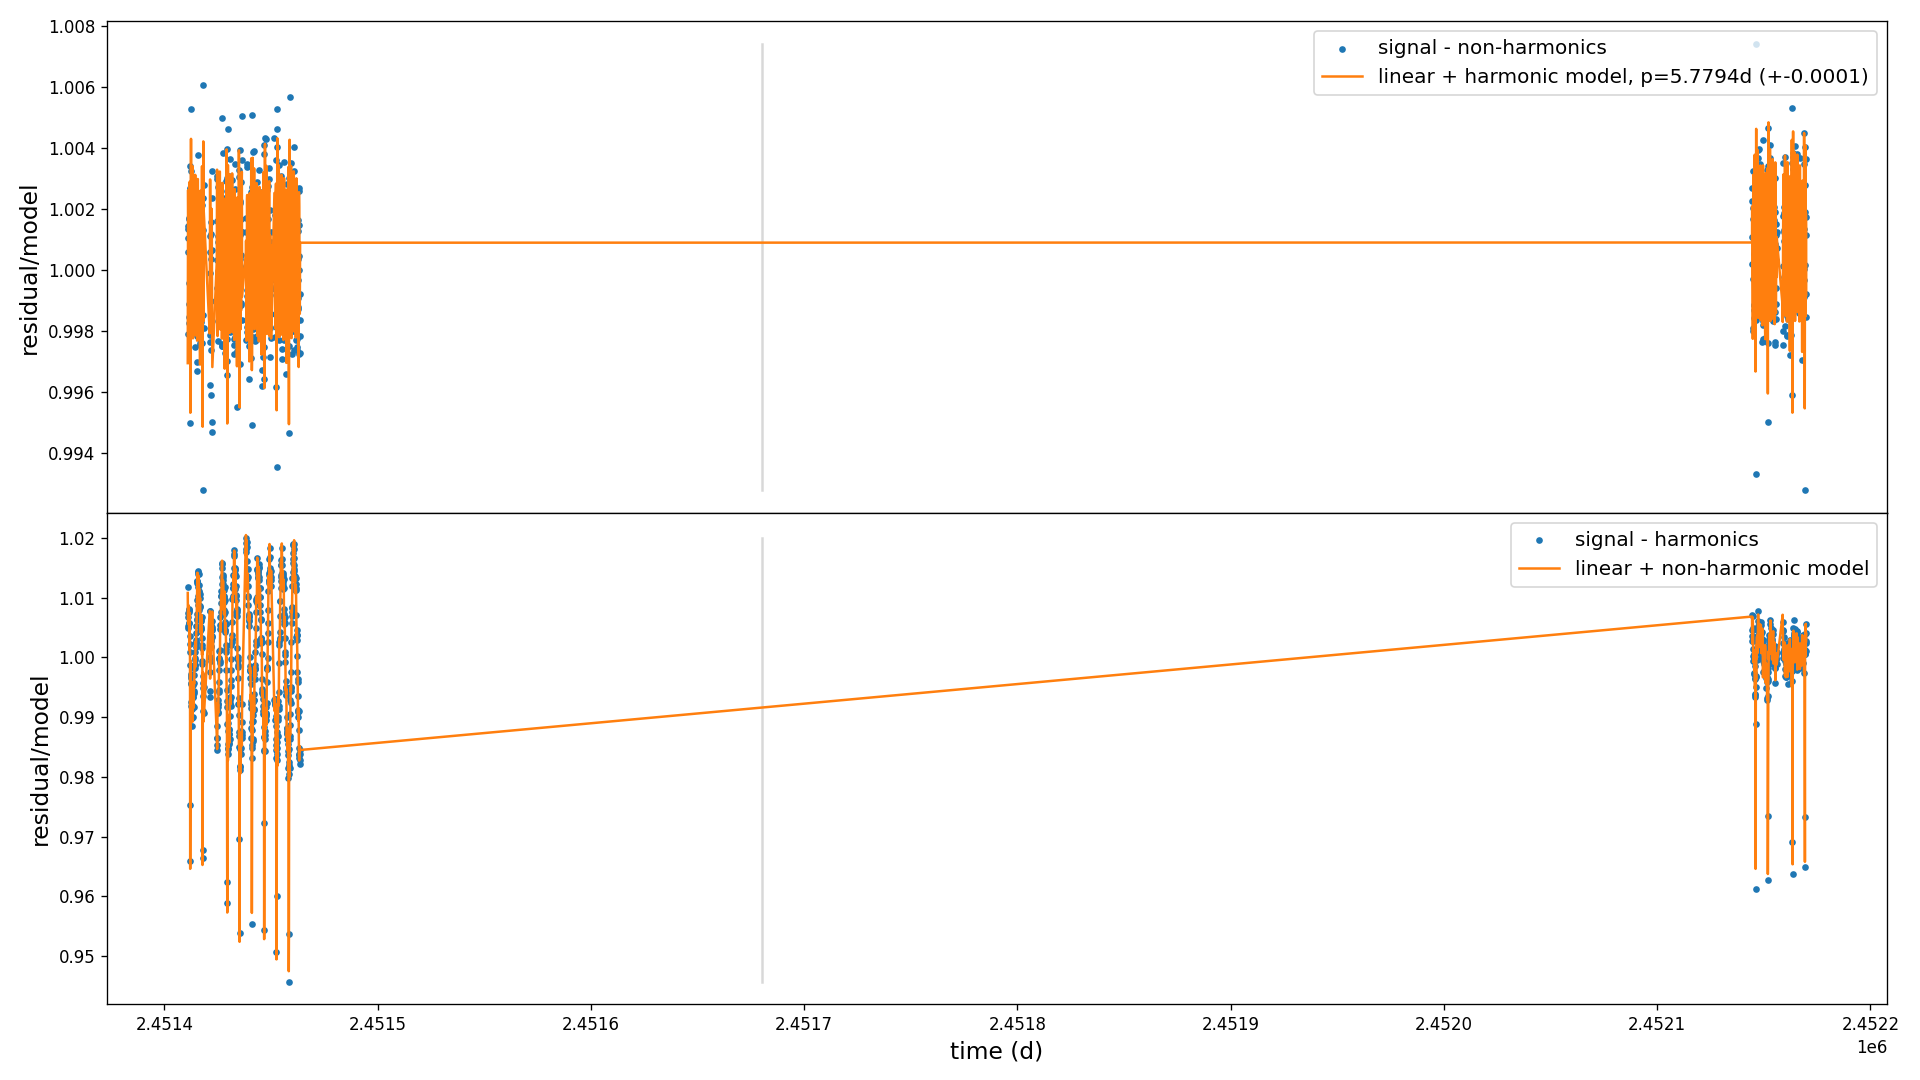 1.008
1.006
1.004
1.002
1.000
0.998
0.996
0.994
residual/model
signal - non-harmonics
linear + harmonic model, p=5.7794d (+-0.0001)
1.02
1.01
1.00
0.99
0.98
0.97
0.96
0.95
residual/model
signal - harmonics
linear + non-harmonic model
2.4514 2.4515 2.4516 2.4517 2.4518 2.4519 2.4520 2.4521 2.4522
1e6
time (d)